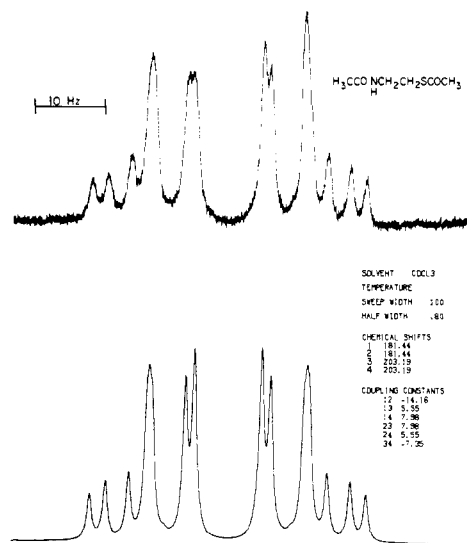 10 Hz
H3CCONCH2CH2SCOCH3
H
SOLVENT CDCL3
TEMPERATURE
SWEEP WIDTH 100
HALF WIDTH .80
CHEMICAL SHIFTS
1 181.44
2 181.44
3 203.19
4 203.19
COUPLING CONSTANTS
12 -14.16
13 5.55
14 7.98
23 7.98
24 5.55
34 -7.35